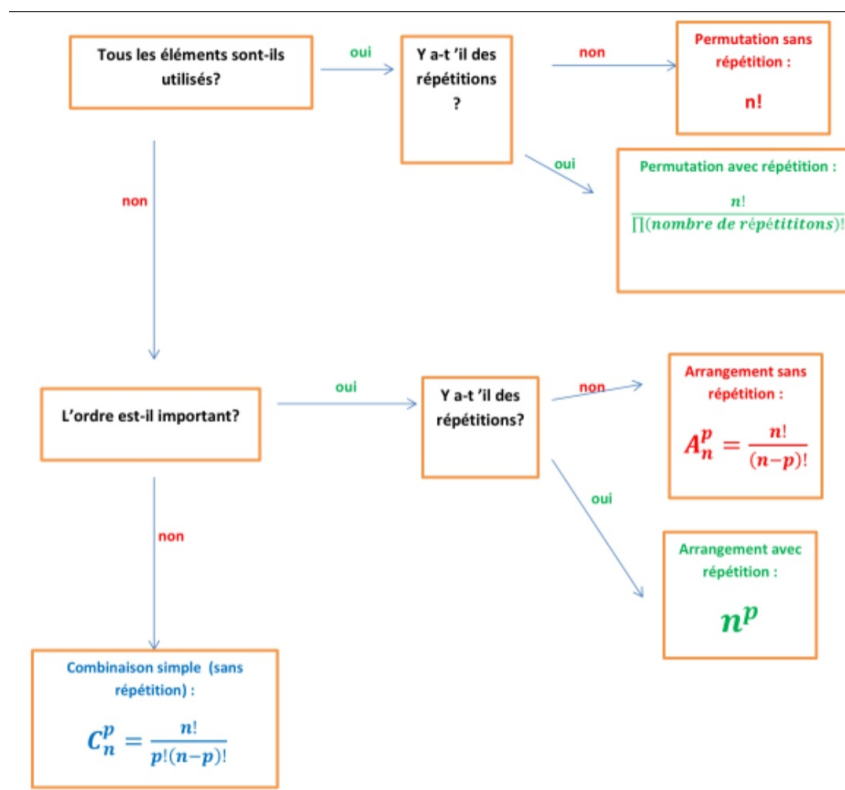 Tous les éléments sont-ils
utilisés?
oui
Y a-t 'il des
répétitions
?
non
Permutation sans
répétition :
n!
oui
Permutation avec répétition :
n!
∏(nombre de répétititons)!
non
L'ordre est-il important?
oui
Y a-t 'il des
répétitions?
non
Arrangement sans
répétition :
A_n^p = n!/(n−p)!
oui
Arrangement avec
répétition :
n^p
non
Combinaison simple (sans
répétition) :
C_n^p = n!/p!(n−p)!